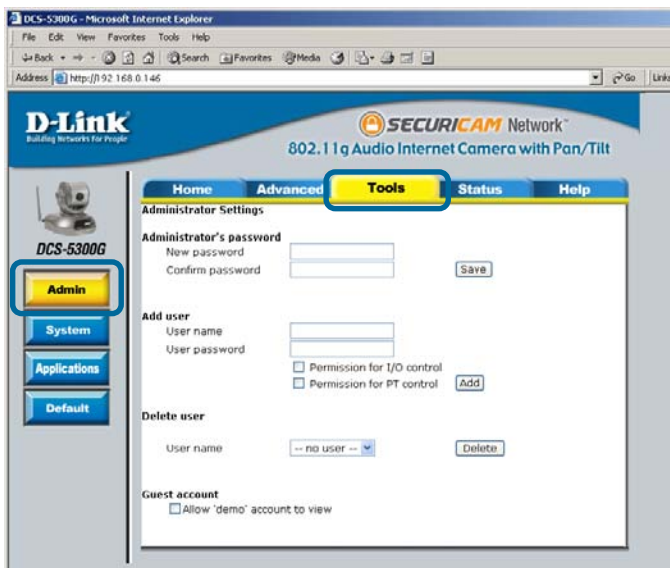 DCS-5300G - Microsoft Internet Explorer
File Edit View Favorites Tools Help
Back Search Favorites Media
Address http://192.168.0.146 Go Links
D-Link
Building Networks for People
SECURICAM Network™
802.11g Audio Internet Camera with Pan/Tilt
Home Advanced Tools Status Help
DCS-5300G
Admin
System
Applications
Default
Administrator Settings
Administrator's password
New password
Confirm password Save
Add user
User name
User password
Permission for I/O control
Permission for PT control Add
Delete user
User name -- no user -- Delete
Guest account
Allow 'demo' account to view